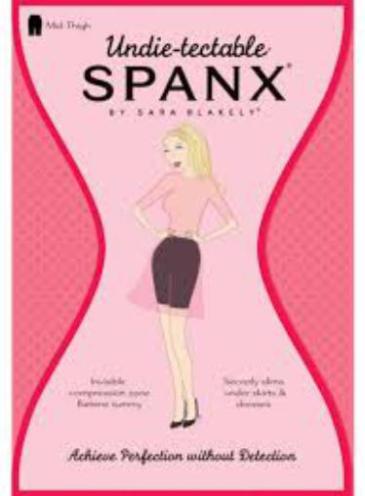 Mid-Thigh
Undie-tectable
SPANX®
BY SARA BLAKELY®
Invisible
compression zone
flattens tummy
Secretly slims
under skirts &
dresses
Achieve Perfection without Detection